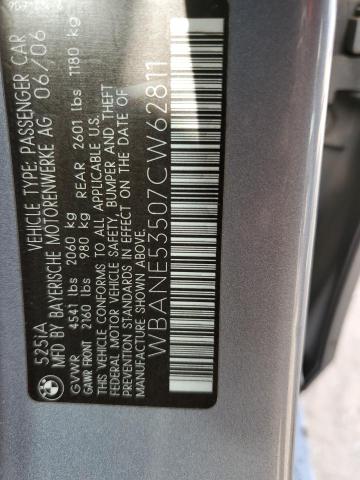 525iA VEHICLE TYPE: PASSENGER CAR
MFD BY BAYERISCHE MOTORENWERKE AG 06/06
GVWR 4541 lbs 2060 kg
GAWR FRONT 2160 lbs 980 kg REAR 2601 lbs 1180 kg
THIS VEHICLE CONFORMS TO ALL APPLICABLE U.S.
FEDERAL MOTOR VEHICLE SAFETY, BUMPER AND THEFT
PREVENTION STANDARDS IN EFFECT ON THE DATE OF
MANUFACTURE SHOWN ABOVE.
WBANE53507CW62811